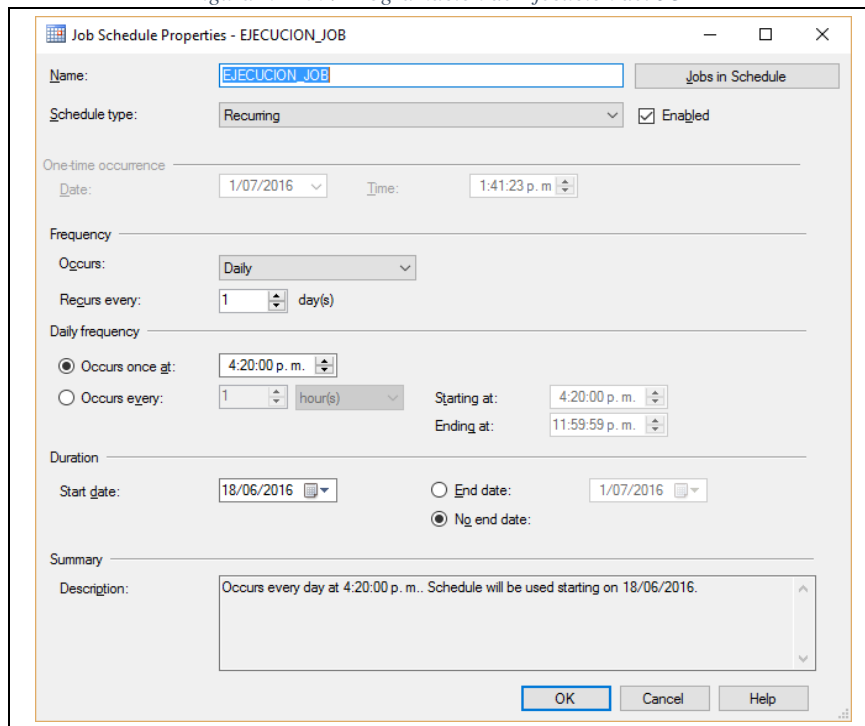 Job Schedule Properties - EJECUCION_JOB
Name: EJECUCION_JOB Jobs in Schedule
Schedule type: Recurring Enabled
One-time occurrence
Date: 1/07/2016 Time: 1:41:23 p. m
Frequency
Occurs: Daily
Recurs every: 1 day(s)
Daily frequency
Occurs once at: 4:20:00 p. m.
Occurs every: 1 hour(s) Starting at: 4:20:00 p. m.
Ending at: 11:59:59 p. m.
Duration
Start date: 18/06/2016 End date: 1/07/2016
No end date:
Summary
Description: Occurs every day at 4:20:00 p. m.. Schedule will be used starting on 18/06/2016.
OK Cancel Help